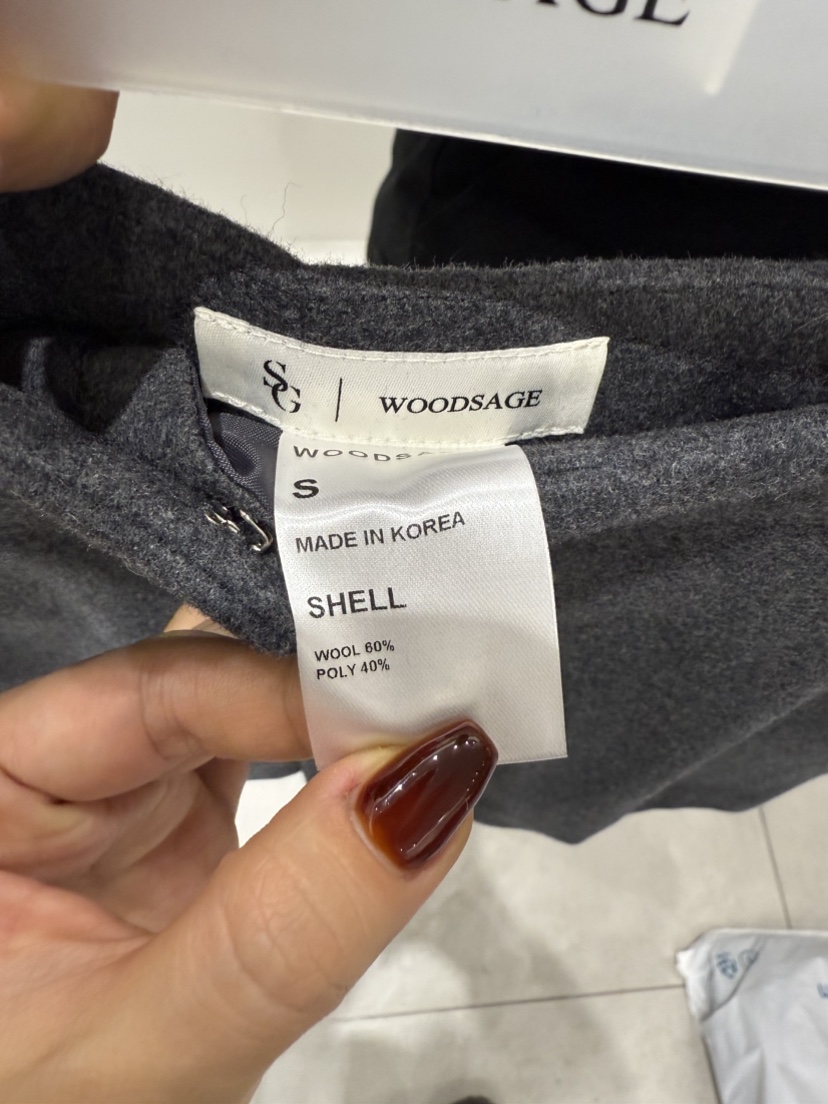 SG | WOODSAGE
S
MADE IN KOREA
SHELL
WOOL 60%
POLY 40%